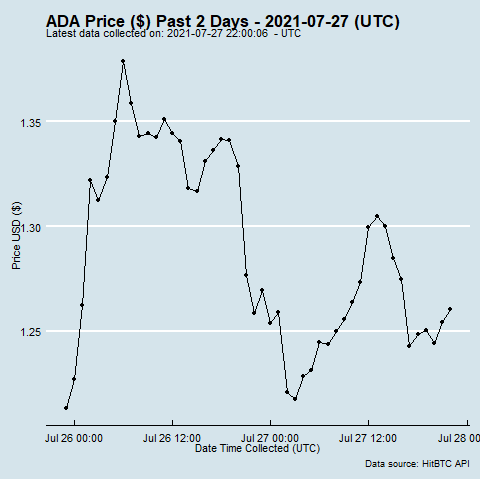 ADA Price ($) Past 2 Days - 2021-07-27 (UTC)
Latest data collected on: 2021-07-27 22:00:06 - UTC
Price USD ($)
1.35
1.30
1.25
Jul 26 00:00 Jul 26 12:00 Jul 27 00:00 Jul 27 12:00 Jul 28 00
Date Time Collected (UTC)
Data source: HitBTC API